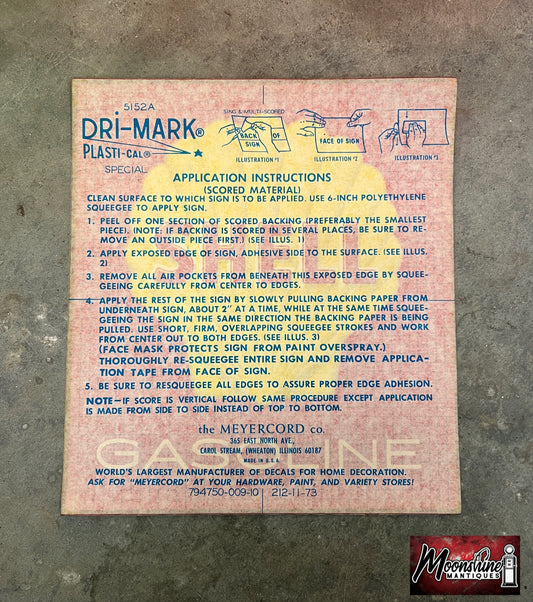 5152A
DRI-MARK®
PLASTI-CAL®
SPECIAL
SING & MULTI-SCORED
BACK OF SIGN
FACE OF SIGN
ILLUSTRATION #1
ILLUSTRATION #2
ILLUSTRATION #3
APPLICATION INSTRUCTIONS
(SCORED MATERIAL)
CLEAN SURFACE TO WHICH SIGN IS TO BE APPLIED. USE 6-INCH POLYETHYLENE
SQUEEGEE TO APPLY SIGN.
1. PEEL OFF ONE SECTION OF SCORED BACKING (PREFERABLY THE SMALLEST
PIECE). (NOTE: IF BACKING IS SCORED IN SEVERAL PLACES, BE SURE TO RE-
MOVE AN OUTSIDE PIECE FIRST.) (SEE ILLUS. 1)
2. APPLY EXPOSED EDGE OF SIGN, ADHESIVE SIDE TO THE SURFACE. (SEE ILLUS.
2)
3. REMOVE ALL AIR POCKETS FROM BENEATH THIS EXPOSED EDGE BY SQUEE-
GEEING CAREFULLY FROM CENTER TO EDGES.
4. APPLY THE REST OF THE SIGN BY SLOWLY PULLING BACKING PAPER FROM
UNDERNEATH SIGN, ABOUT 2" AT A TIME, WHILE AT THE SAME TIME SQUEE-
GEEING THE SIGN IN THE SAME DIRECTION THE BACKING PAPER IS BEING
PULLED. USE SHORT, FIRM, OVERLAPPING SQUEEGEE STROKES AND WORK
FROM CENTER OUT TO BOTH EDGES. (SEE ILLUS. 3)
(FACE MASK PROTECTS SIGN FROM PAINT OVERSPRAY.)
THOROUGHLY RE-SQUEEGEE ENTIRE SIGN AND REMOVE APPLICA-
TION TAPE FROM FACE OF SIGN.
5. BE SURE TO RESQUEEGEE ALL EDGES TO ASSURE PROPER EDGE ADHESION.
NOTE—IF SCORE IS VERTICAL FOLLOW SAME PROCEDURE EXCEPT APPLICATION
IS MADE FROM SIDE TO SIDE INSTEAD OF TOP TO BOTTOM.
the MEYERCORD co.
365 EAST NORTH AVE.,
CAROL STREAM, (WHEATON) ILLINOIS 60187
MADE IN U.S.A.
GASOLINE
WORLD'S LARGEST MANUFACTURER OF DECALS FOR HOME DECORATION.
ASK FOR "MEYERCORD" AT YOUR HARDWARE, PAINT, AND VARIETY STORES!
794750-009-10 212-11-73
Moonshine
MANTIQUES